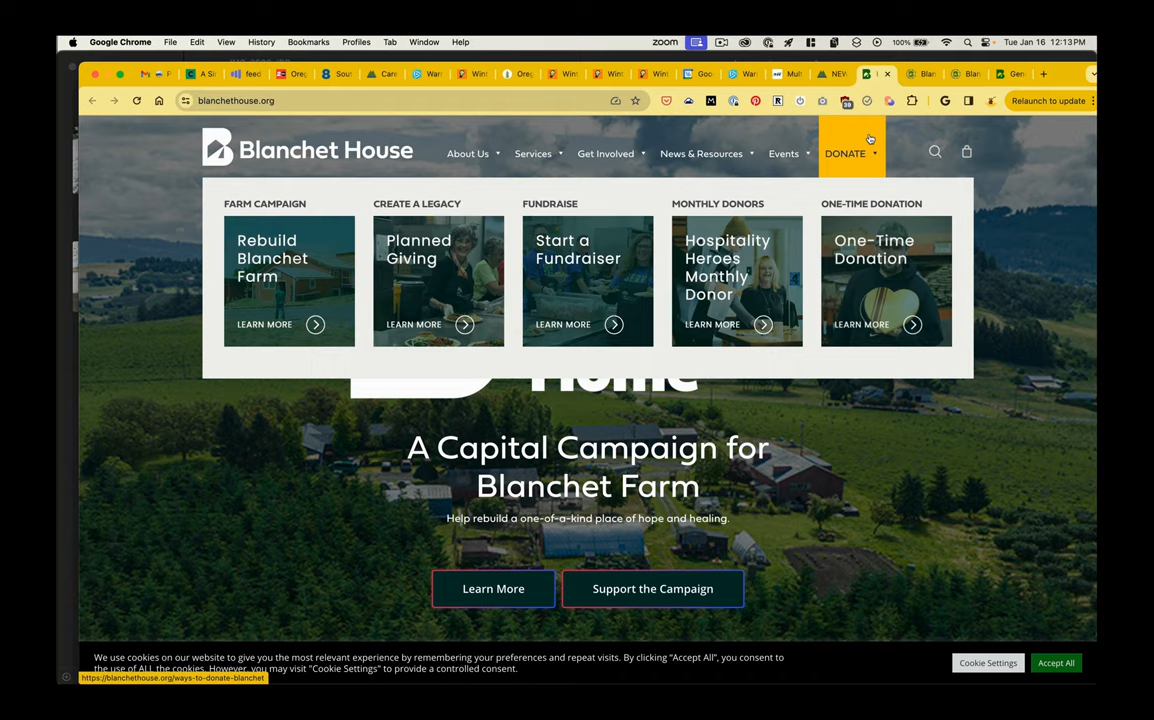 Google Chrome File Edit View History Bookmarks Profiles Tab Window Help zoom 100% Tue Jan 16 12:13PM
blanchethouse.org Relaunch to update
Blanchet House About Us Services Get Involved News & Resources Events DONATE
FARM CAMPAIGN CREATE A LEGACY FUNDRAISE MONTHLY DONORS ONE-TIME DONATION
Rebuild
Blanchet
Farm
LEARN MORE
Planned
Giving
LEARN MORE
Start a
Fundraiser
LEARN MORE
Hospitality
Heroes
Monthly
Donor
LEARN MORE
One-Time
Donation
LEARN MORE
A Capital Campaign for
Blanchet Farm
Help rebuild a one-of-a-kind place of hope and healing.
Learn More Support the Campaign
We use cookies on our website to give you the most relevant experience by remembering your preferences and repeat visits. By clicking “Accept All”, you consent to
the use of ALL the cookies. However, you may visit "Cookie Settings" to provide a controlled consent.
Cookie Settings Accept All
https://blanchethouse.org/ways-to-donate-blanchet